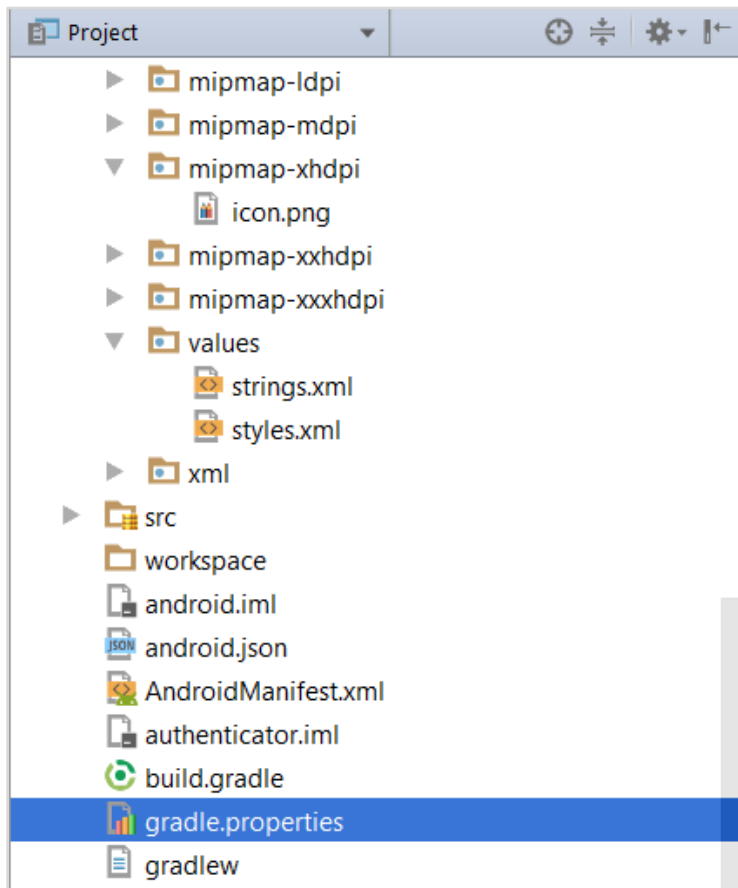 Project
mipmap-ldpi
mipmap-mdpi
mipmap-xhdpi
icon.png
mipmap-xxhdpi
mipmap-xxxhdpi
values
strings.xml
styles.xml
xml
src
workspace
android.iml
JSON android.json
AndroidManifest.xml
authenticator.iml
build.gradle
gradle.properties
gradlew